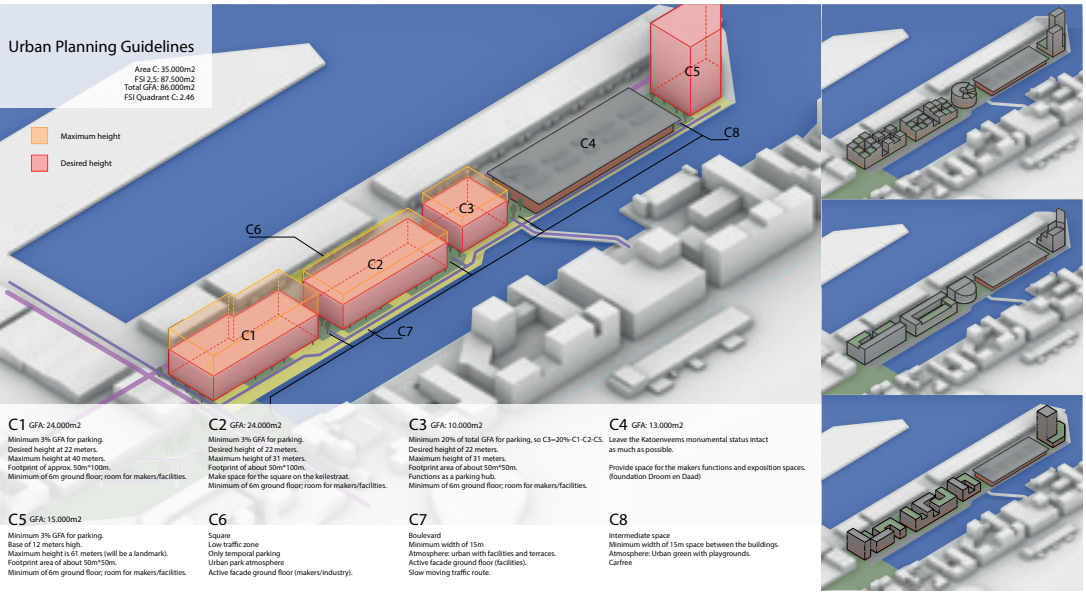 Urban Planning Guidelines
Area C: 35.000m2
FSI 2,5: 87.500m2
Total GFA: 86.000m2
FSI Quadrant C: 2.46
Maximum height
Desired height
C5
C8
C4
C3
C6
C2
C7
C1
C1 GFA: 24.000m2
Minimum 3% GFA for parking.
Desired height at 22 meters.
Maximum height at 40 meters.
Footprint of approx. 50m*100m.
Minimum of 6m ground floor; room for makers/facilities.
C2 GFA: 24.000m2
Minimum 3% GFA for parking.
Desired height of 22 meters.
Maximum height of 31 meters.
Footprint of about 50m*100m.
Make space for the square on the keilestraat.
Minimum of 6m ground floor; room for makers/facilities.
C3 GFA: 10.000m2
Minimum 20% of total GFA for parking, so C3=20%-C1-C2-C5.
Desired height of 22 meters.
Maximum height of 31 meters.
Footprint area of about 50m*50m.
Functions as a parking hub.
Minimum of 6m ground floor; room for makers/facilities.
C4 GFA: 13.000m2
Leave the Katoenveems monumental status intact
as much as possible.
Provide space for the makers functions and exposition spaces.
(foundation Droom en Daad)
C5 GFA: 15.000m2
Minimum 3% GFA for parking.
Base of 12 meters high.
Maximum height is 61 meters (will be a landmark).
Footprint area of about 50m*50m.
Minimum of 6m ground floor; room for makers/facilities.
C6
Square
Low traffic zone
Only temporal parking
Urban park atmosphere
Active facade ground floor (makers/industry).
C7
Boulevard
Minimum width of 15m
Atmosphere: urban with facilities and terraces.
Active facade ground floor (facilities).
Slow moving traffic route.
C8
Intermediate space
Minimum width of 15m space between the buildings.
Atmosphere: Urban green with playgrounds.
Carfree